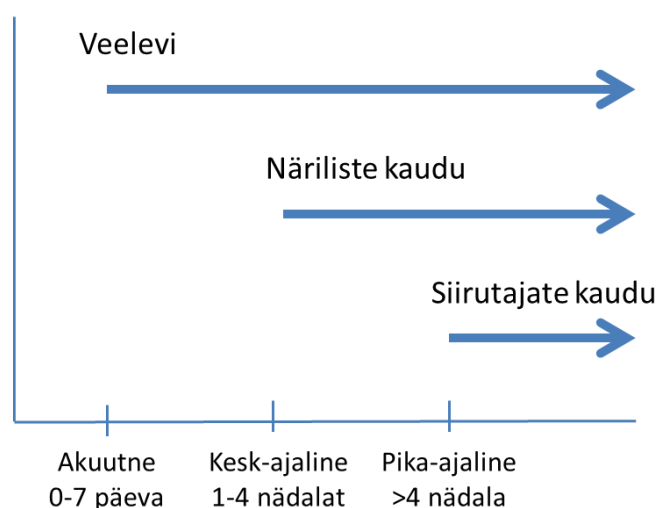 Veelevi
Näriliste kaudu
Siirutajate kaudu
Akuutne
0-7 päeva
Kesk-ajaline
1-4 nädalat
Pika-ajaline
>4 nädala